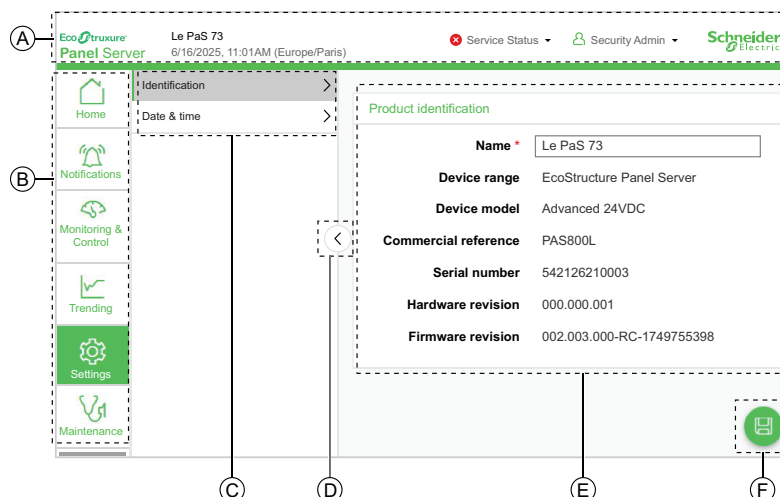 A
EcoStruxure
Panel Server
Le PaS 73
6/16/2025, 11:01AM (Europe/Paris)
Service Status
Security Admin
Schneider
Electric
B
Home
Notifications
Monitoring &
Control
Trending
Settings
Maintenance
Identification
Date & time
Product identification
Name * Le PaS 73
Device range EcoStructure Panel Server
Device model Advanced 24VDC
Commercial reference PAS800L
Serial number 542126210003
Hardware revision 000.000.001
Firmware revision 002.003.000-RC-1749755398
C
D
E
F